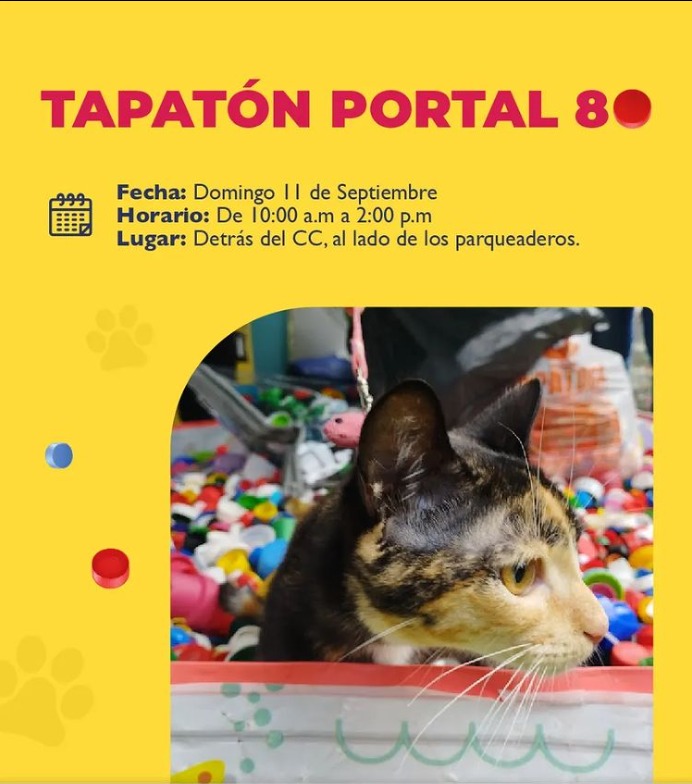 TAPATÓN PORTAL 80
Fecha: Domingo 11 de Septiembre
Horario: De 10:00 a.m a 2:00 p.m
Lugar: Detrás del CC, al lado de los parqueaderos.